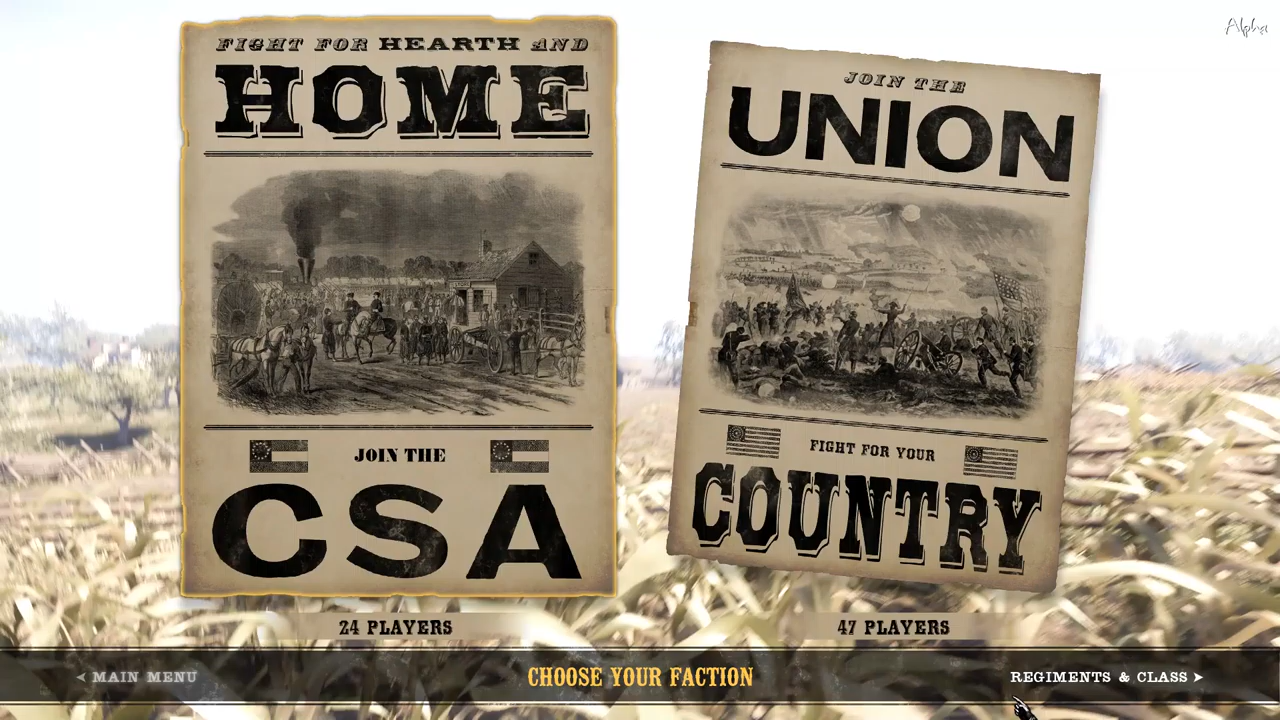 Alpha
FIGHT FOR HEARTH AND
HOME
JOIN THE
CSA
24 PLAYERS
JOIN THE
UNION
FIGHT FOR YOUR
COUNTRY
47 PLAYERS
MAIN MENU
CHOOSE YOUR FACTION
REGIMENTS & CLASS